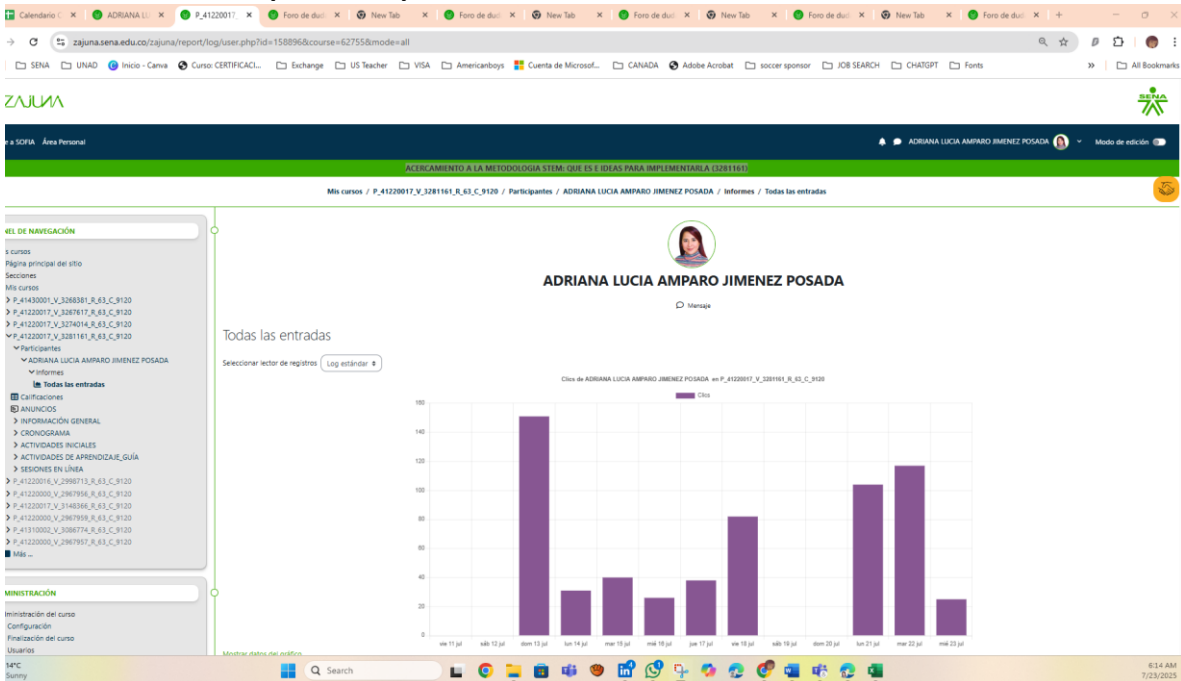 Calendario C
ADRIANA LU
P_41220017_
Foro de dud
New Tab
Foro de dud
New Tab
Foro de dud
New Tab
Foro de dud
New Tab
Foro de dud
zajuna.sena.edu.co/zajuna/report/log/user.php?id=158896&course=62755&mode=all
SENA UNAD Inicio - Canva Curso: CERTIFICACI... Exchange US Teacher VISA Americanboys Cuenta de Microsof... CANADA Adobe Acrobat soccer sponsor JOB SEARCH CHATGPT Fonts » All Bookmarks
ZAJUNA
SENA
e a SOFIA Área Personal
ADRIANA LUCIA AMPARO JIMENEZ POSADA Modo de edición
ACERCAMIENTO A LA METODOLOGIA STEM: QUE ES E IDEAS PARA IMPLEMENTARLA (3281161)
Mis cursos / P_41220017_V_3281161_R_63_C_9120 / Participantes / ADRIANA LUCIA AMPARO JIMENEZ POSADA / Informes / Todas las entradas
NEL DE NAVEGACIÓN
s cursos
Página principal del sitio
Secciones
Mis cursos
P_41430001_V_3268381_R_63_C_9120
P_41220017_V_3267617_R_63_C_9120
P_41220017_V_3274014_R_63_C_9120
P_41220017_V_3281161_R_63_C_9120
Participantes
ADRIANA LUCIA AMPARO JIMENEZ POSADA
Informes
Todas las entradas
Calificaciones
ANUNCIOS
INFORMACIÓN GENERAL
CRONOGRAMA
ACTIVIDADES INICIALES
ACTIVIDADES DE APRENDIZAJE_GUÍA
SESIONES EN LÍNEA
P_41220016_V_2998713_R_63_C_9120
P_41220000_V_2967956_R_63_C_9120
P_41220017_V_3148366_R_63_C_9120
P_41220000_V_2967959_R_63_C_9120
P_41310002_V_3086774_R_63_C_9120
P_41220000_V_2967957_R_63_C_9120
Más ...
MINISTRACIÓN
ministración del curso
Configuración
Finalización del curso
Usuarios
ADRIANA LUCIA AMPARO JIMENEZ POSADA
Mensaje
Todas las entradas
Seleccionar lector de registros Log estándar
Clics de ADRIANA LUCIA AMPARO JIMENEZ POSADA en P_41220017_V_3281161_R_63_C_9120
Clics
160
140
120
100
80
60
40
20
0
vie 11 jul sáb 12 jul dom 13 jul lun 14 jul mar 15 jul mié 16 jul jue 17 jul vie 18 jul sáb 19 jul dom 20 jul lun 21 jul mar 22 jul mié 23 jul
Mostrar datos del gráfico
14°C
Sunny
Search
6:14 AM
7/23/2025